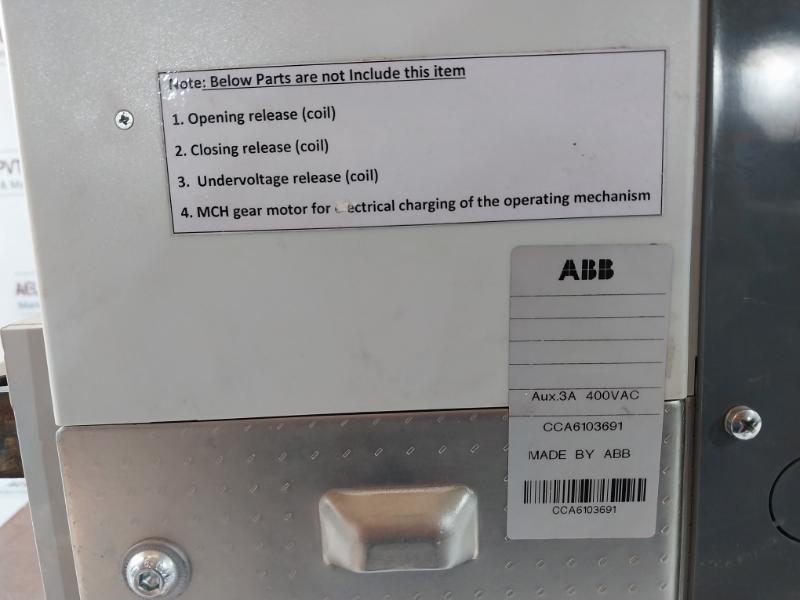 Note: Below Parts are not Include this item
1. Opening release (coil)
2. Closing release (coil)
3. Undervoltage release (coil)
4. MCH gear motor for electrical charging of the operating mechanism
ABB
Aux.3A 400VAC
CCA6103691
MADE BY ABB
CCA6103691